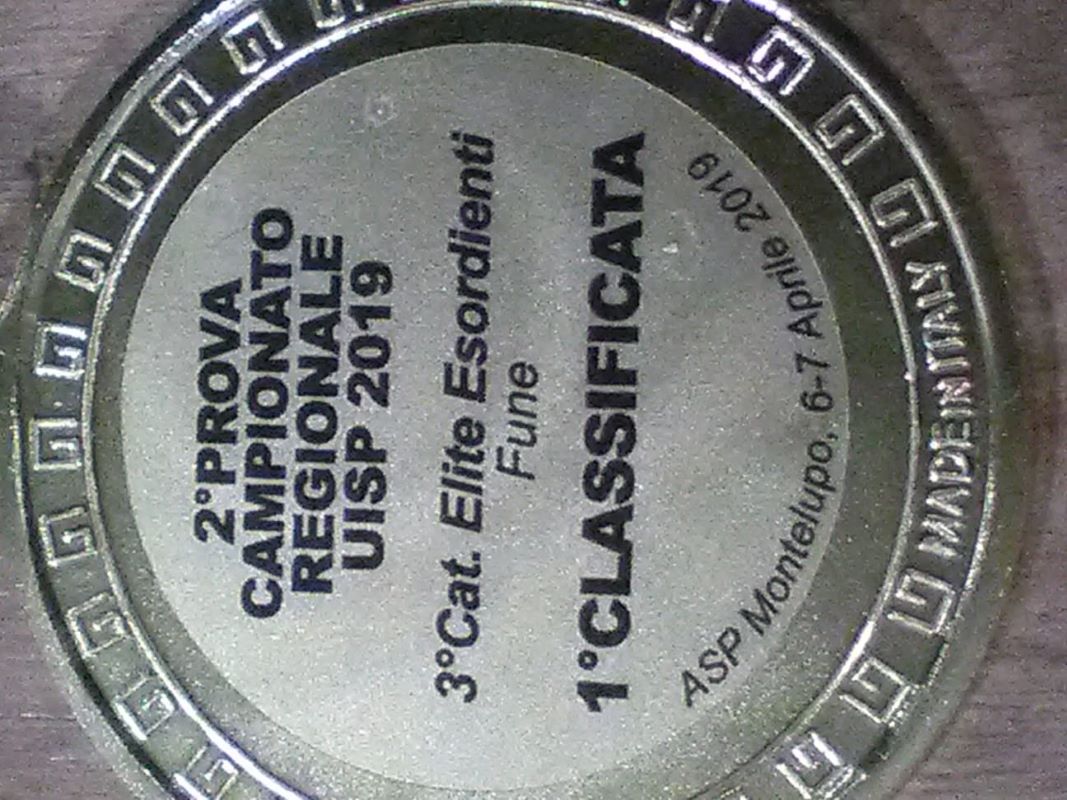 2°PROVA
CAMPIONATO
REGIONALE
UISP 2019
3°Cat. Elite Esordienti
Fune
1°CLASSIFICATA
ASP Montelupo, 6-7 Aprile 2019
MADE IN ITALY